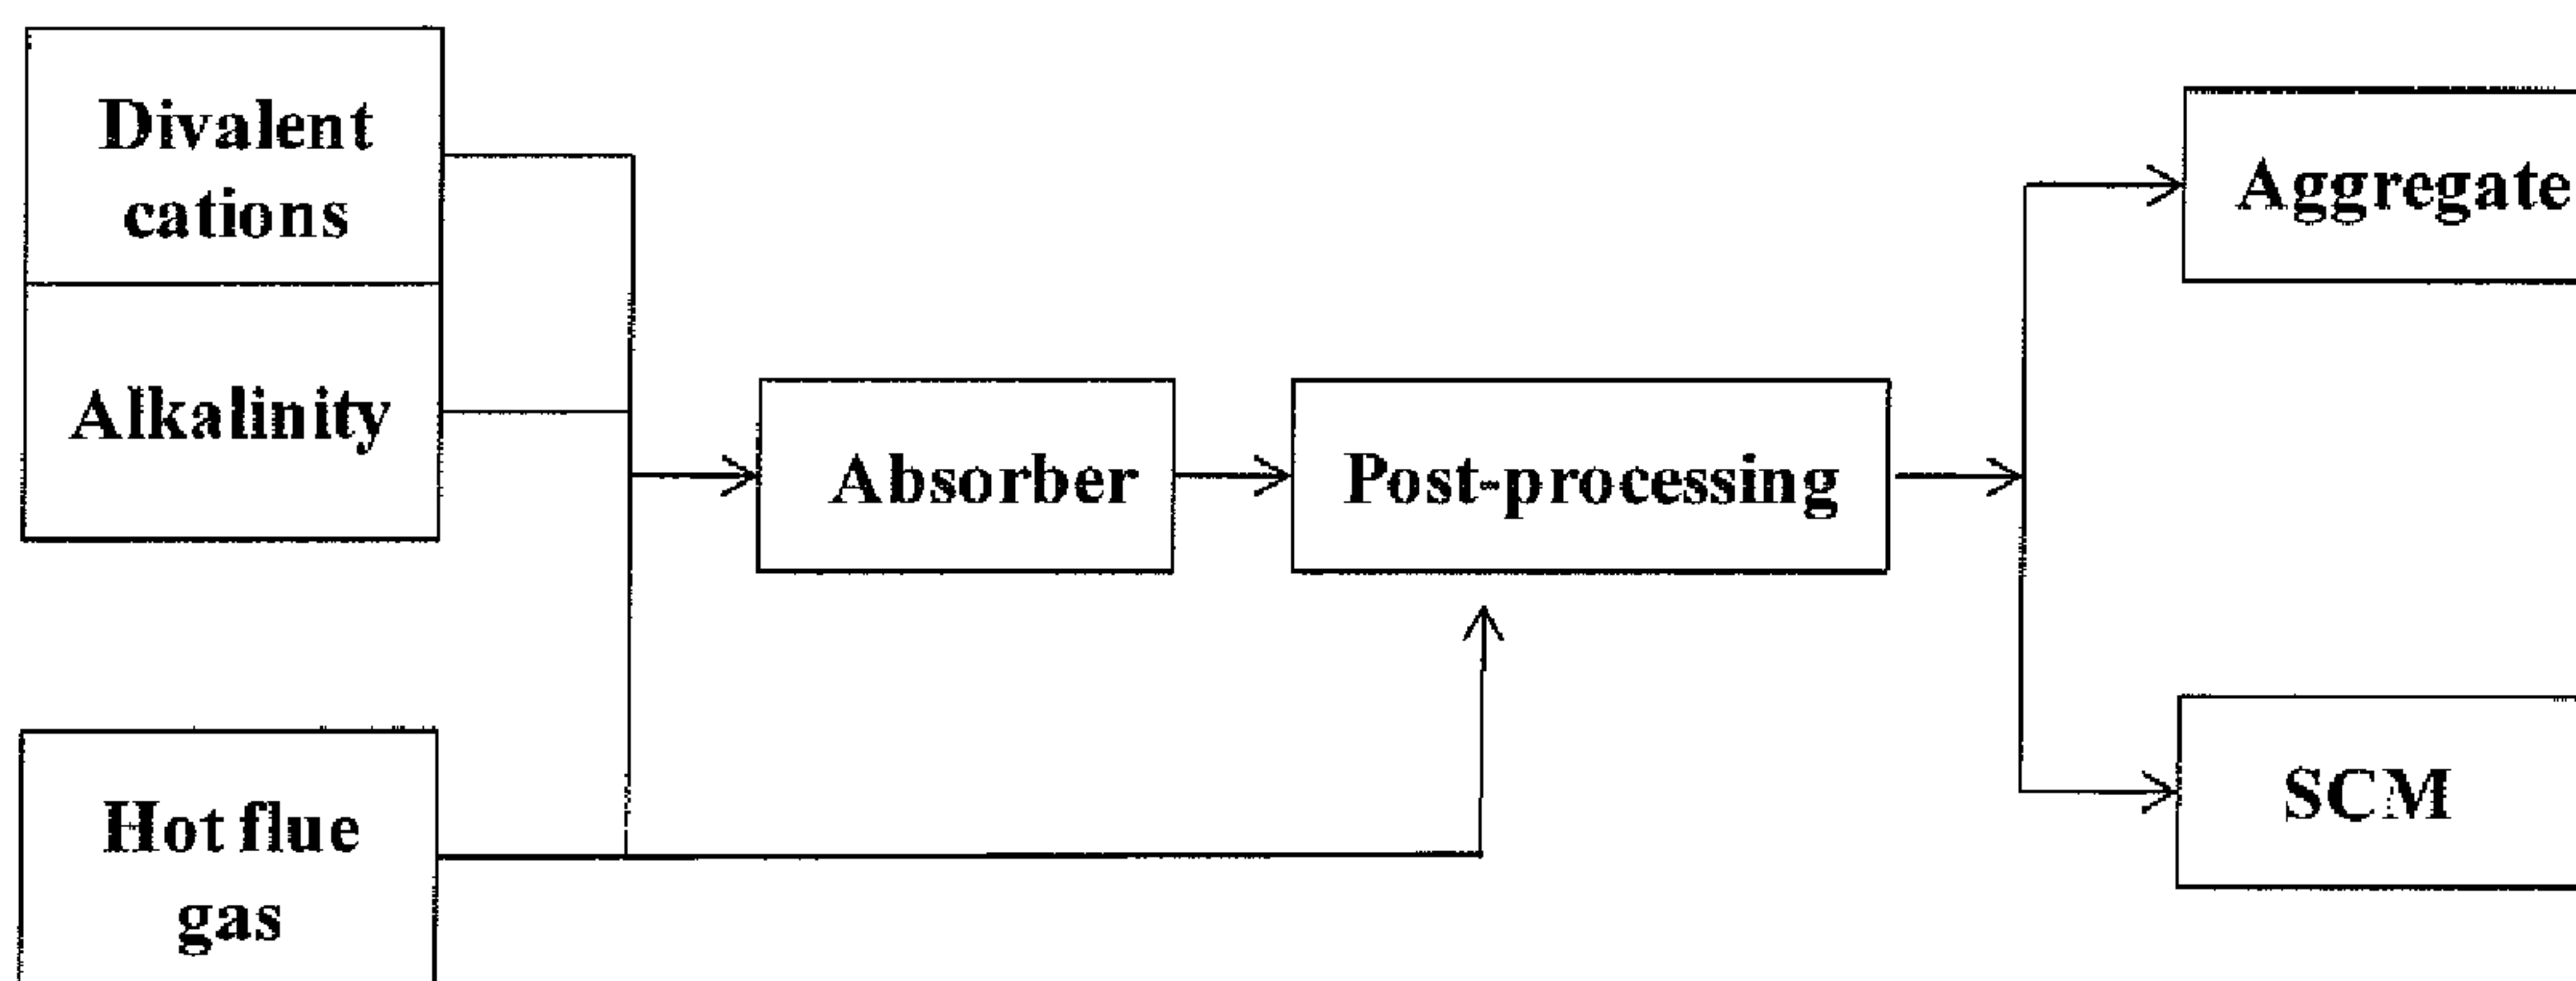 Divalent
cations
Alkalinity
Absorber
Post-processing
Aggregate
Hot flue
gas
SCM